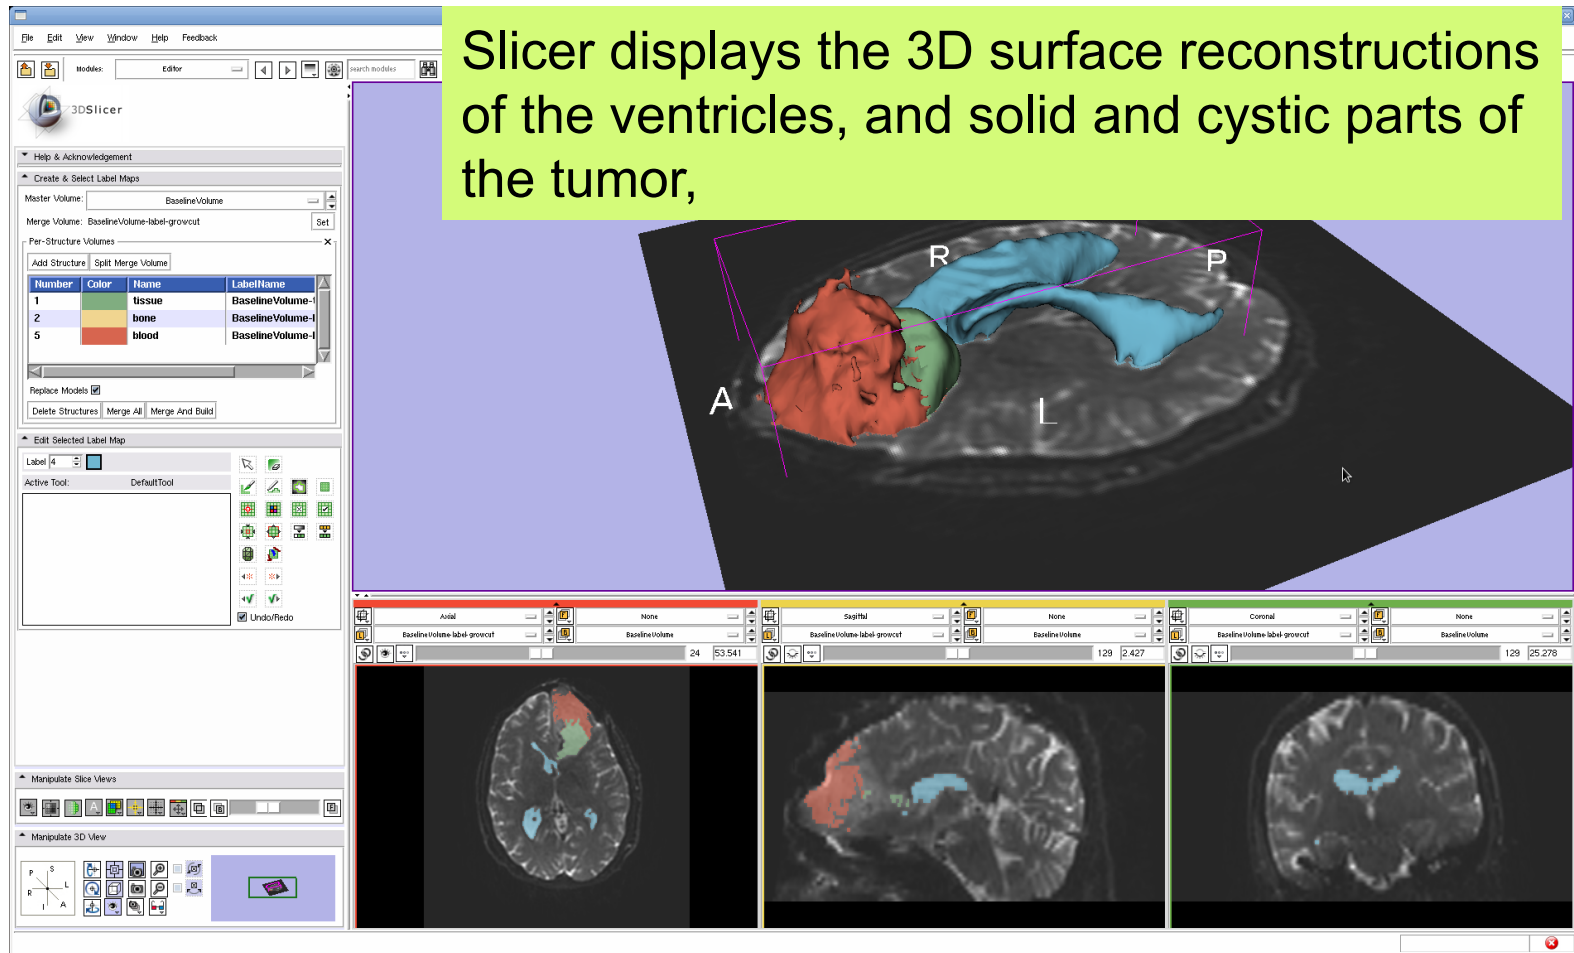 Slicer displays the 3D surface reconstructions
of the ventricles, and solid and cystic parts of
the tumor,
File Edit View Window Help Feedback
Modules: Editor search modules
3DSlicer
Help & Acknowledgement
Create & Select Label Maps
Master Volume: BaselineVolume
Merge Volume: BaselineVolume-label-growcut Set
Per-Structure Volumes
Add Structure Split Merge Volume
Number Color Name LabelName
1 tissue BaselineVolume-
2 bone BaselineVolume-
5 blood BaselineVolume-
Replace Models
Delete Structures Merge All Merge And Build
Edit Selected Label Map
Label 4
Active Tool: DefaultTool
Undo/Redo
Manipulate Slice Views
Manipulate 3D View
P S
R L
I A
R P
A L
Axial None
BaselineVolume-label-growcut BaselineVolume
24 53.541
Sagittal None
BaselineVolume-label-growcut BaselineVolume
129 2.427
Coronal None
BaselineVolume-label-growcut BaselineVolume
129 25.278